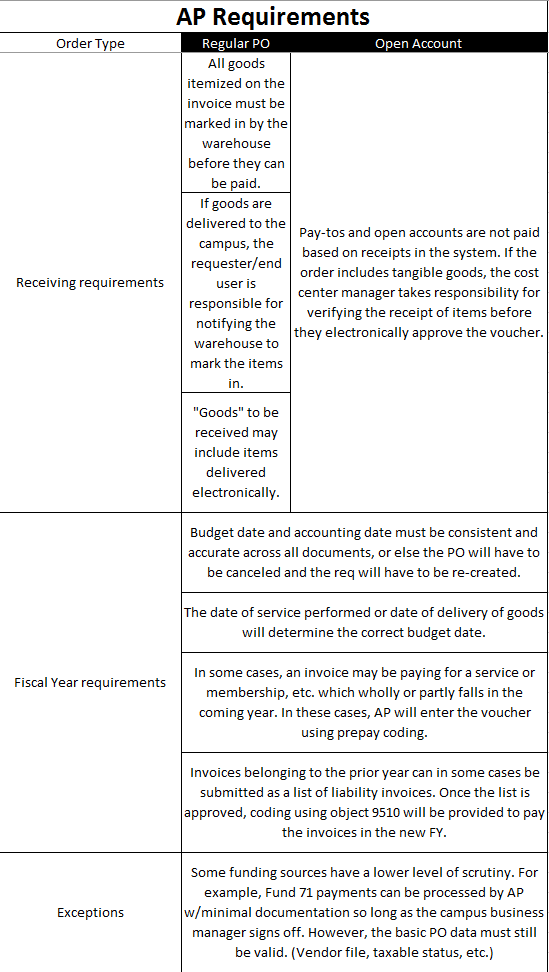 AP Requirements
Order Type
Regular PO
Open Account
Receiving requirements
All goods
itemized on the
invoice must be
marked in by the
warehouse
before they can
be paid.
If goods are
delivered to the
campus, the
requester/end
user is
responsible for
notifying the
warehouse to
mark the items
in.
"Goods" to be
received may
include items
delivered
electronically.
Pay-tos and open accounts are not paid
based on receipts in the system. If the
order includes tangible goods, the cost
center manager takes responsibility for
verifying the receipt of items before
they electronically approve the voucher.
Fiscal Year requirements
Budget date and accounting date must be consistent and
accurate across all documents, or else the PO will have to
be canceled and the req will have to be re-created.
The date of service performed or date of delivery of goods
will determine the correct budget date.
In some cases, an invoice may be paying for a service or
membership, etc. which wholly or partly falls in the
coming year. In these cases, AP will enter the voucher
using prepay coding.
Invoices belonging to the prior year can in some cases be
submitted as a list of liability invoices. Once the list is
approved, coding using object 9510 will be provided to pay
the invoices in the new FY.
Exceptions
Some funding sources have a lower level of scrutiny. For
example, Fund 71 payments can be processed by AP
w/minimal documentation so long as the campus business
manager signs off. However, the basic PO data must still
be valid. (Vendor file, taxable status, etc.)